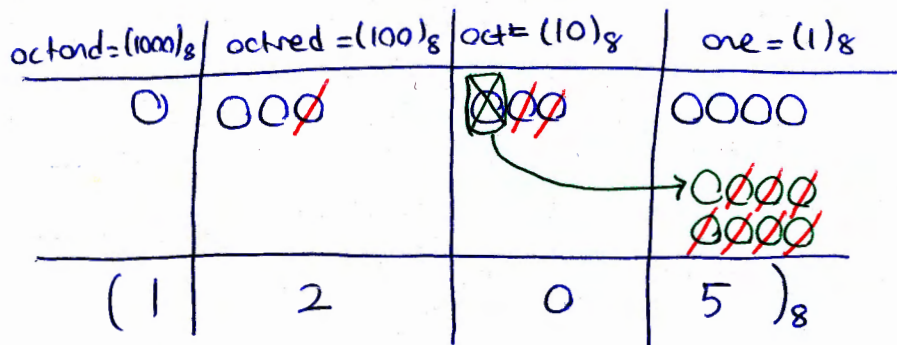 octond=(1000)₈ octred=(100)₈ oct=(10)₈ one=(1)₈
(1 2 0 5)₈